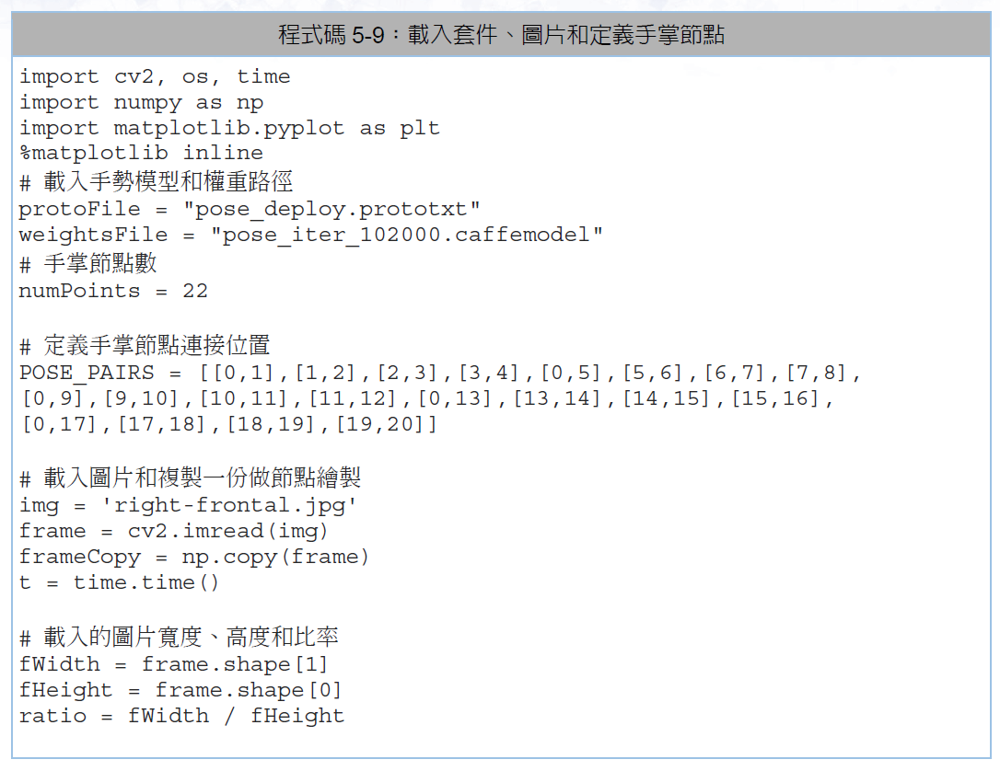 程式碼 5-9：載入套件、圖片和定義手掌節點
import cv2, os, time
import numpy as np
import matplotlib.pyplot as plt
%matplotlib inline
# 載入手勢模型和權重路徑
protoFile = "pose_deploy.prototxt"
weightsFile = "pose_iter_102000.caffemodel"
# 手掌節點數
numPoints = 22
# 定義手掌節點連接位置
POSE_PAIRS = [[0,1],[1,2],[2,3],[3,4],[0,5],[5,6],[6,7],[7,8],
[0,9],[9,10],[10,11],[11,12],[0,13],[13,14],[14,15],[15,16],
[0,17],[17,18],[18,19],[19,20]]
# 載入圖片和複製一份做節點繪製
img = 'right-frontal.jpg'
frame = cv2.imread(img)
frameCopy = np.copy(frame)
t = time.time()
# 載入的圖片寬度、高度和比率
fWidth = frame.shape[1]
fHeight = frame.shape[0]
ratio = fWidth / fHeight